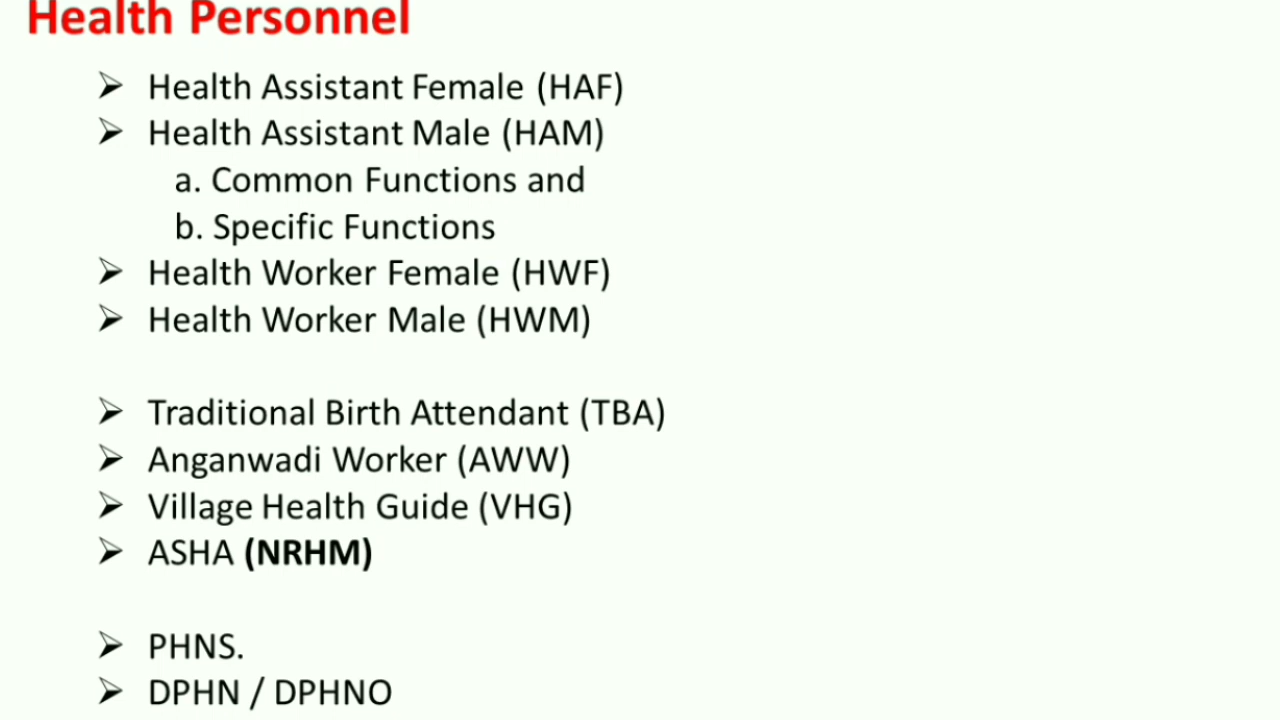 Health Personnel
➢ Health Assistant Female (HAF)
➢ Health Assistant Male (HAM)
a. Common Functions and
b. Specific Functions
➢ Health Worker Female (HWF)
➢ Health Worker Male (HWM)
➢ Traditional Birth Attendant (TBA)
➢ Anganwadi Worker (AWW)
➢ Village Health Guide (VHG)
➢ ASHA (NRHM)
➢ PHNS.
➢ DPHN / DPHNO